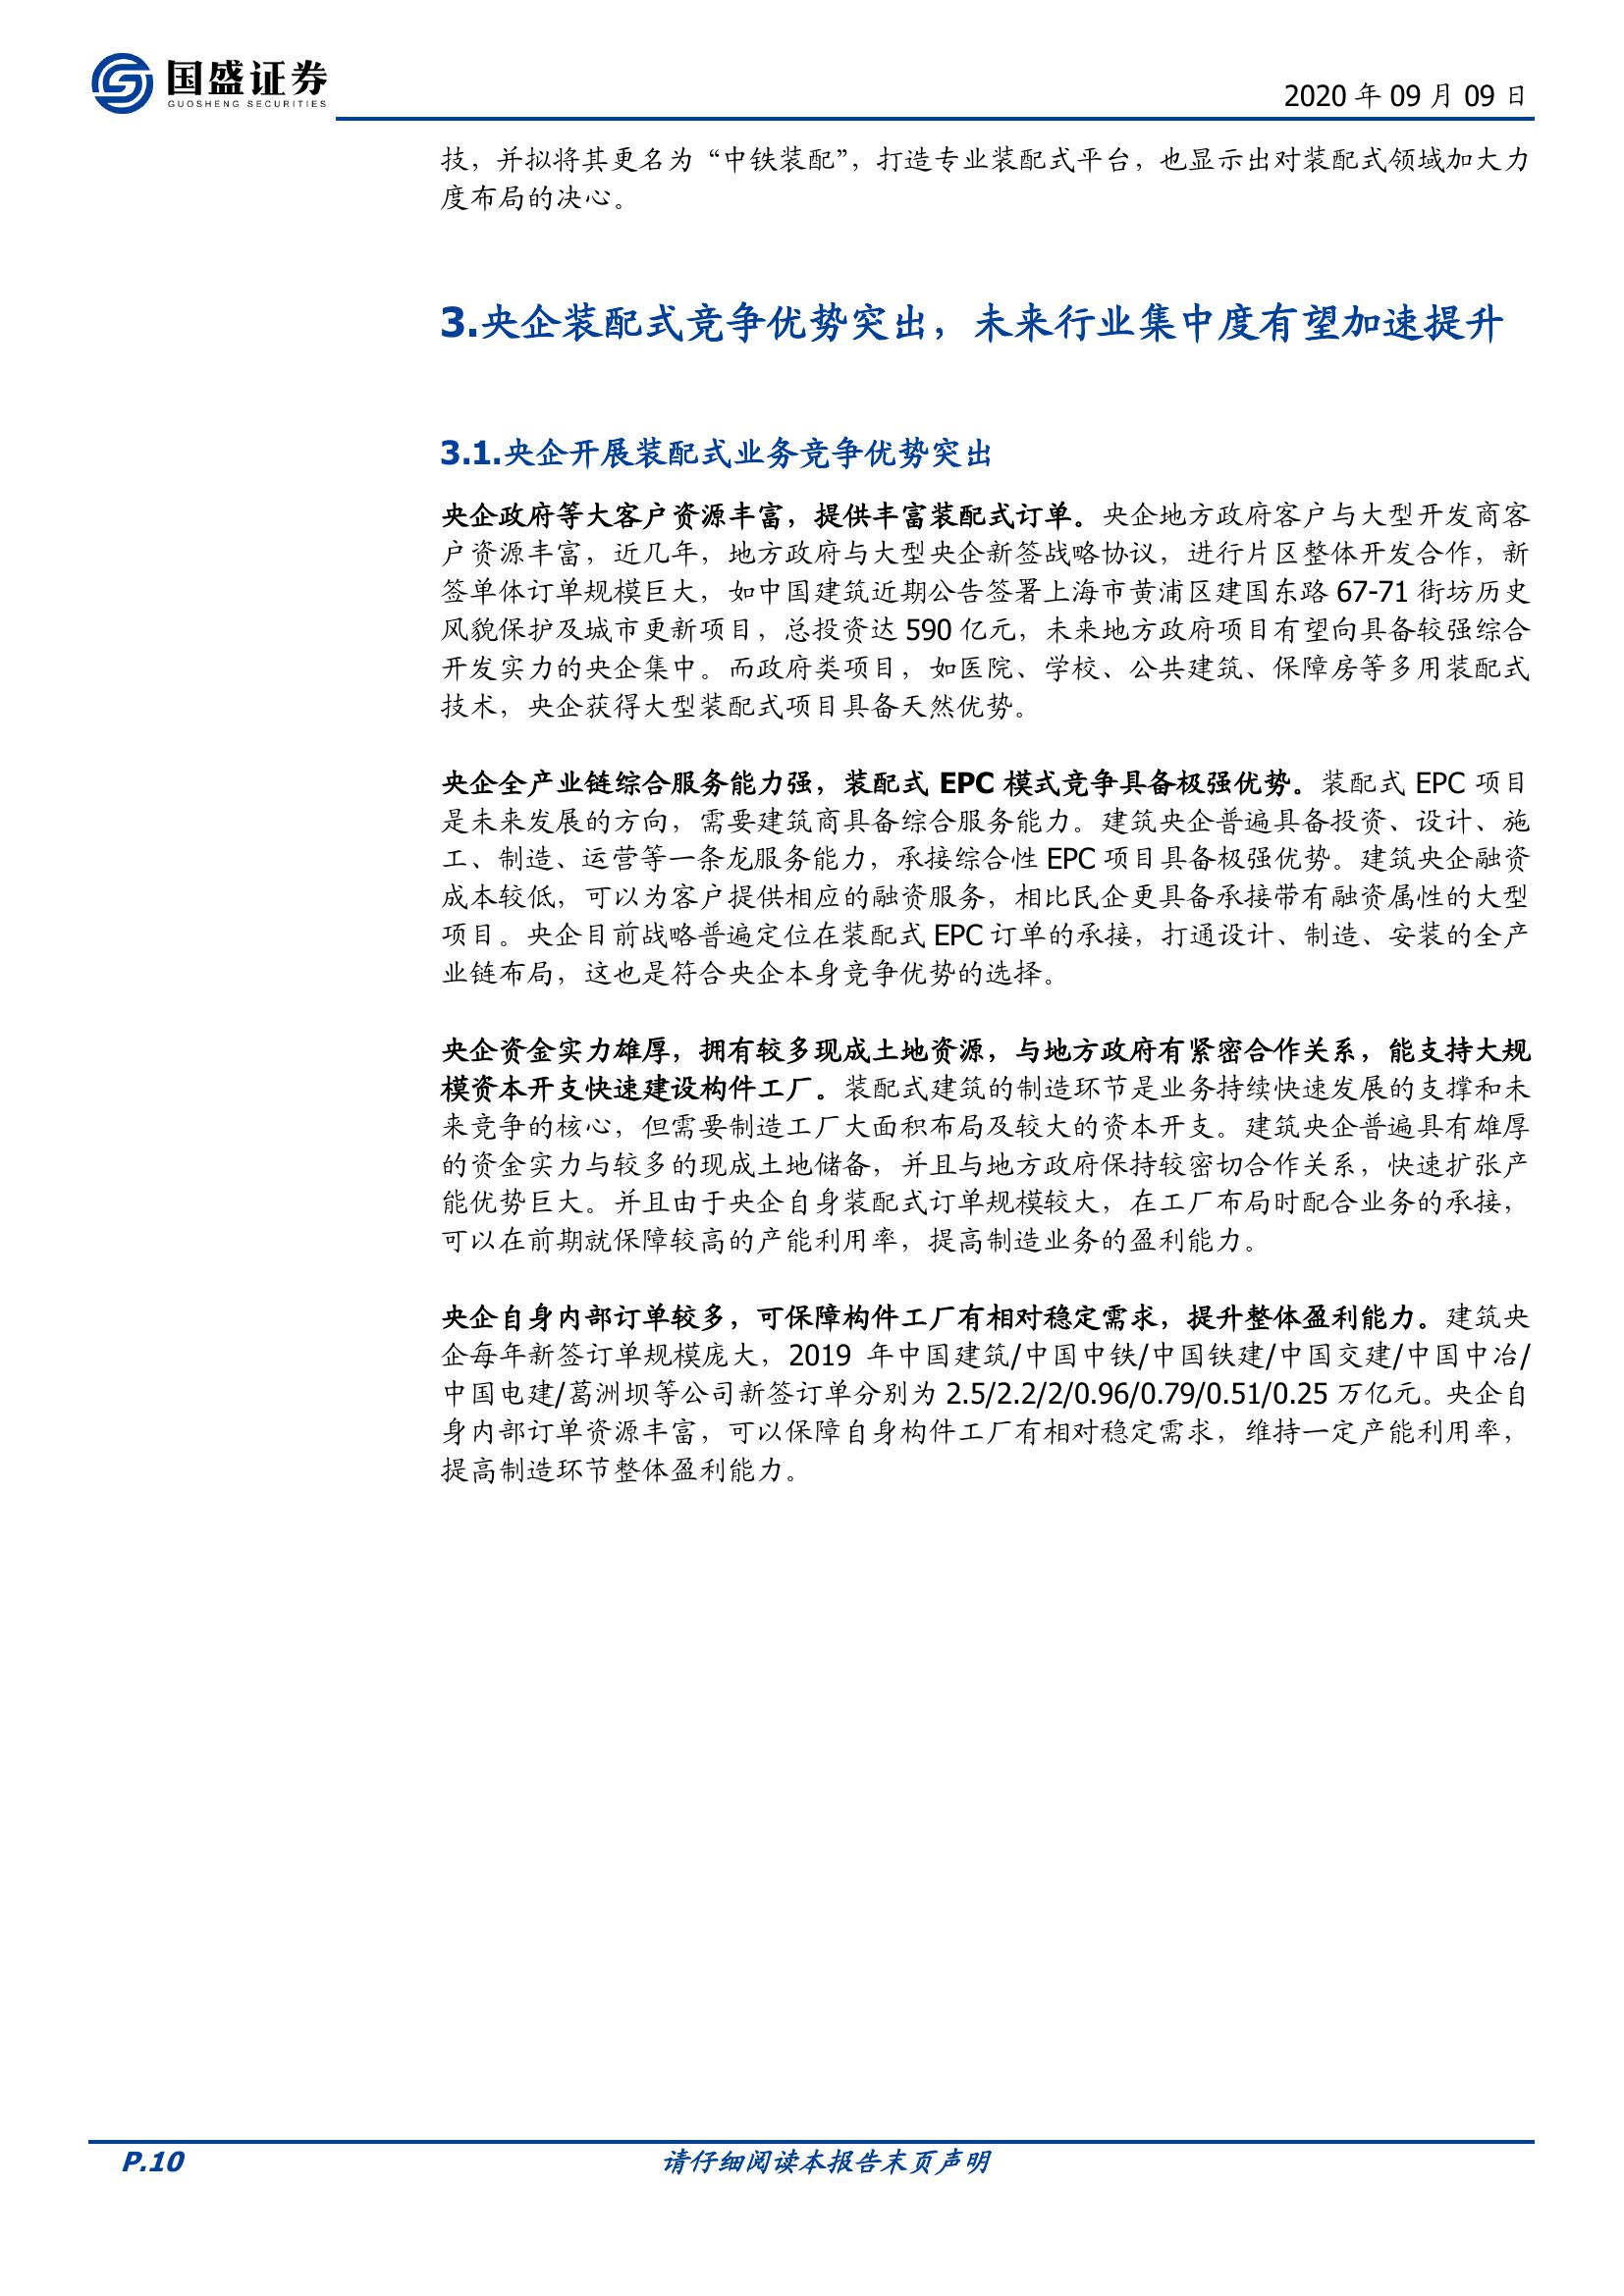 国盛证券
GUOSHENG SECURITIES
2020 年 09 月 09 日
技，并拟将其更名为“中铁装配”，打造专业装配式平台，也显示出对装配式领域加大力
度布局的决心。
3.央企装配式竞争优势突出，未来行业集中度有望加速提升
3.1.央企开展装配式业务竞争优势突出
央企政府等大客户资源丰富，提供丰富装配式订单。央企地方政府客户与大型开发商客
户资源丰富，近几年，地方政府与大型央企新签战略协议，进行片区整体开发合作，新
签单体订单规模巨大，如中国建筑近期公告签署上海市黄浦区建国东路 67-71 街坊历史
风貌保护及城市更新项目，总投资达 590 亿元，未来地方政府项目有望向具备较强综合
开发实力的央企集中。而政府类项目，如医院、学校、公共建筑、保障房等多用装配式
技术，央企获得大型装配式项目具备天然优势。
央企全产业链综合服务能力强，装配式 EPC 模式竞争具备极强优势。装配式 EPC 项目
是未来发展的方向，需要建筑商具备综合服务能力。建筑央企普遍具备投资、设计、施
工、制造、运营等一条龙服务能力，承接综合性 EPC 项目具备极强优势。建筑央企融资
成本较低，可以为客户提供相应的融资服务，相比民企更具备承接带有融资属性的大型
项目。央企目前战略普遍定位在装配式 EPC 订单的承接，打通设计、制造、安装的全产
业链布局，这也是符合央企本身竞争优势的选择。
央企资金实力雄厚，拥有较多现成土地资源，与地方政府有紧密合作关系，能支持大规
模资本开支快速建设构件工厂。装配式建筑的制造环节是业务持续快速发展的支撑和未
来竞争的核心，但需要制造工厂大面积布局及较大的资本开支。建筑央企普遍具有雄厚
的资金实力与较多的现成土地储备，并且与地方政府保持较密切合作关系，快速扩张产
能优势巨大。并且由于央企自身装配式订单规模较大，在工厂布局时配合业务的承接，
可以在前期就保障较高的产能利用率，提高制造业务的盈利能力。
央企自身内部订单较多，可保障构件工厂有相对稳定需求，提升整体盈利能力。建筑央
企每年新签订单规模庞大，2019 年中国建筑/中国中铁/中国铁建/中国交建/中国中冶/
中国电建/葛洲坝等公司新签订单分别为 2.5/2.2/2/0.96/0.79/0.51/0.25 万亿元。央企自
身内部订单资源丰富，可以保障自身构件工厂有相对稳定需求，维持一定产能利用率，
提高制造环节整体盈利能力。
P.10
请仔细阅读本报告末页声明